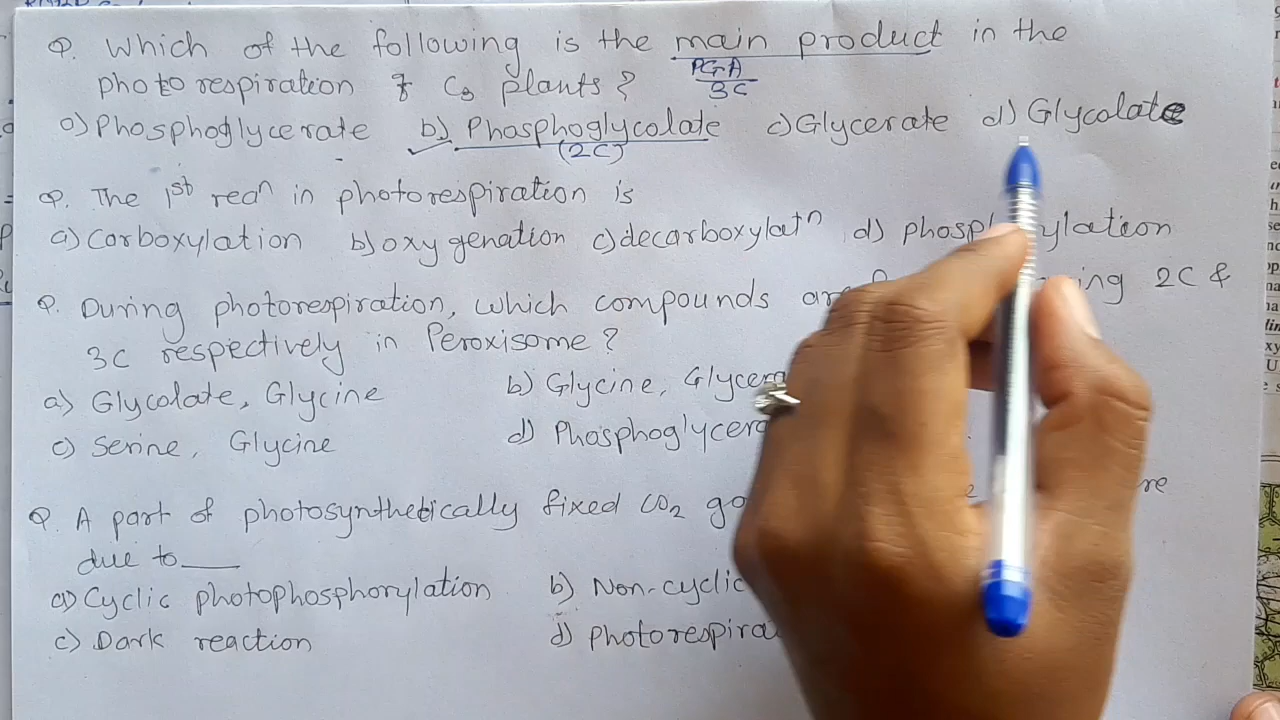 Q. Which of the following is the main product in the
photorespiration of C3 plants?
PGA
3C
a) Phosphoglycerate b) Phosphoglycolate c) Glycerate d) Glycolate
(2C)
Q. The 1st reaⁿ in photorespiration is
a) Carboxylation b) oxygenation c) decarboxylatⁿ d) phosp ylation
Q. During photorespiration, which compounds are ing 2C &
3C respectively in Peroxisome?
a) Glycolate, Glycine b) Glycine, Glycera
c) Serine, Glycine d) Phosphoglycera
Q. A part of photosynthetically fixed CO2 go re
due to____
a) Cyclic photophosphorylation b) Non-cyclic
c) Dark reaction d) photorespira